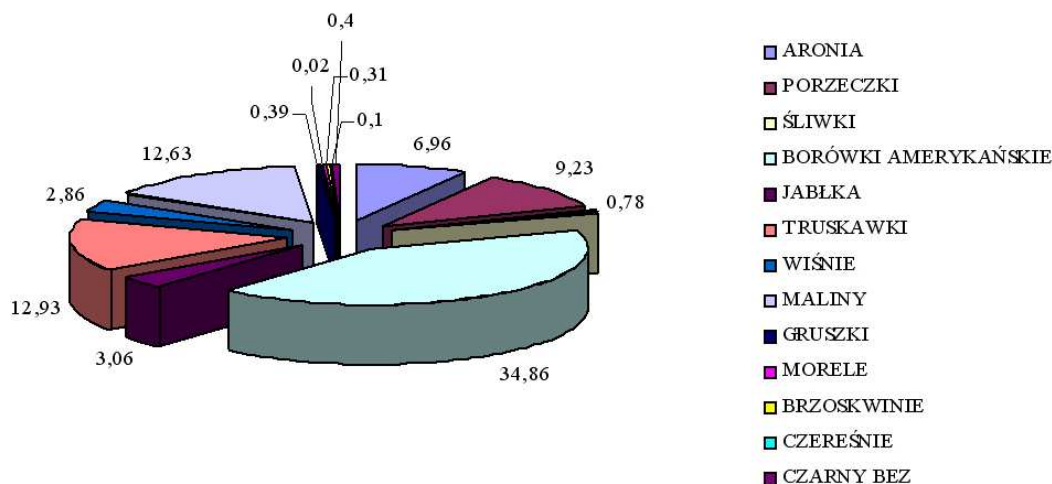 0,4
0,02
0,31
0,39
0,1
12,63
6,96
9,23
2,86
0,78
12,93
3,06
34,86
ARONIA
PORZECZKI
ŚLIWKI
BORÓWKI AMERYKAŃSKIE
JABŁKA
TRUSKAWKI
WIŚNIE
MALINY
GRUSZKI
MORELE
BRZOSKWINIE
CZEREŚNIE
CZARNY BEZ